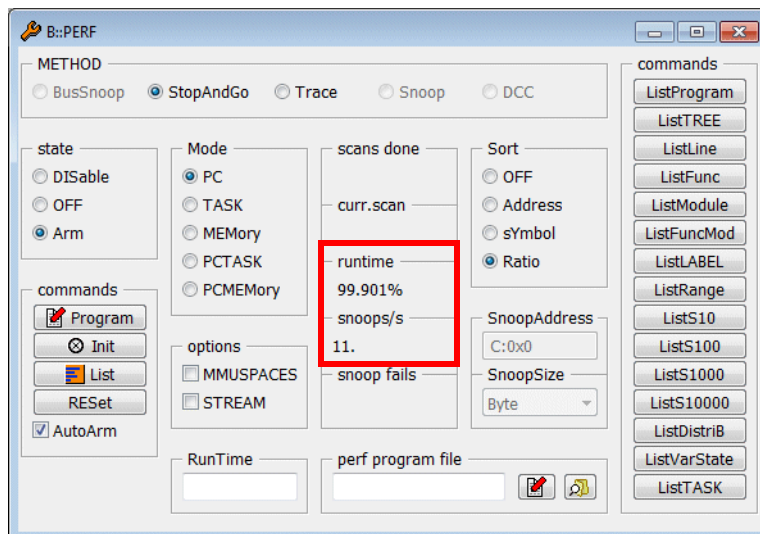 B::PERF
METHOD
BusSnoop StopAndGo Trace Snoop DCC
state
DISable
OFF
Arm
commands
Program
Init
List
RESet
AutoArm
Mode
PC
TASK
MEMory
PCTASK
PCMEMory
options
MMUSPACES
STREAM
RunTime
scans done
curr.scan
runtime
99.901%
snoops/s
11.
snoop fails
perf program file
Sort
OFF
Address
sYmbol
Ratio
SnoopAddress
C:0x0
SnoopSize
Byte
commands
ListProgram
ListTREE
ListLine
ListFunc
ListModule
ListFuncMod
ListLABEL
ListRange
ListS10
ListS100
ListS1000
ListS10000
ListDistriB
ListVarState
ListTASK